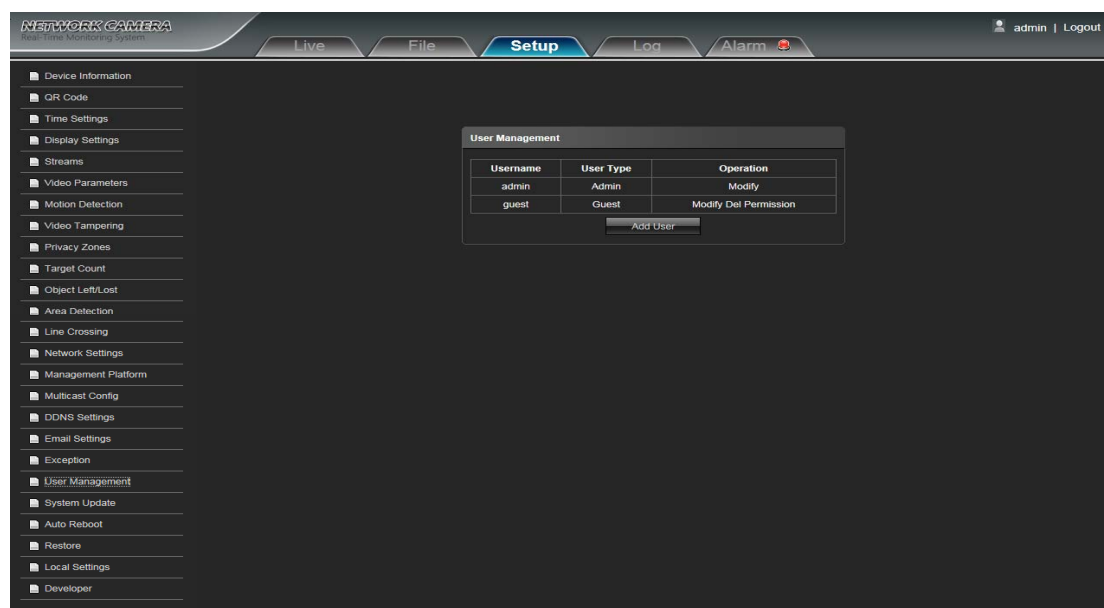 NETWORK CAMERA
Real-Time Monitoring System
Live File Setup Log Alarm
admin | Logout
Device Information
QR Code
Time Settings
Display Settings
Streams
Video Parameters
Motion Detection
Video Tampering
Privacy Zones
Target Count
Object Left/Lost
Area Detection
Line Crossing
Network Settings
Management Platform
Multicast Config
DDNS Settings
Email Settings
Exception
User Management
System Update
Auto Reboot
Restore
Local Settings
Developer
User Management
Username User Type Operation
admin Admin Modify
guest Guest Modify Del Permission
Add User